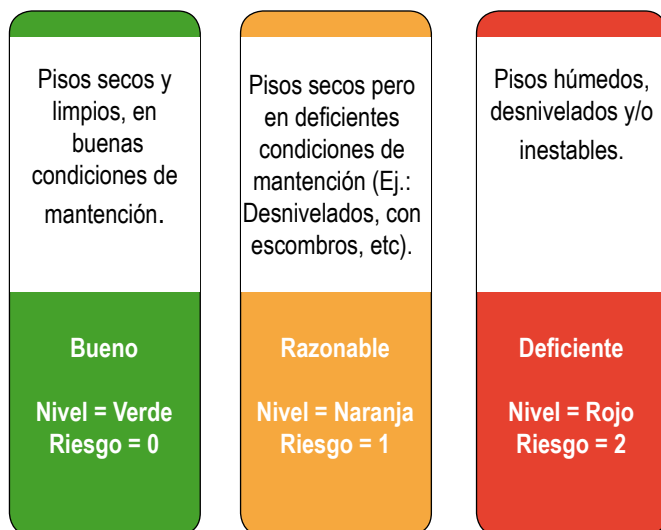 Pisos secos y
limpios, en
buenas
condiciones de
mantención.
Bueno
Nivel = Verde
Riesgo = 0
Pisos secos pero
en deficientes
condiciones de
mantención (Ej.:
Desnivelados, con
escombros, etc).
Razonable
Nivel = Naranja
Riesgo = 1
Pisos húmedos,
desnivelados y/o
inestables.
Deficiente
Nivel = Rojo
Riesgo = 2